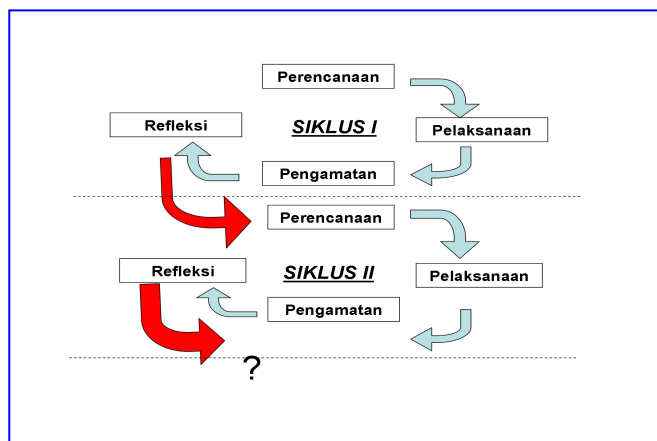 Perencanaan
Refleksi
SIKLUS I
Pelaksanaan
Pengamatan
Perencanaan
Refleksi
SIKLUS II
Pelaksanaan
Pengamatan
?